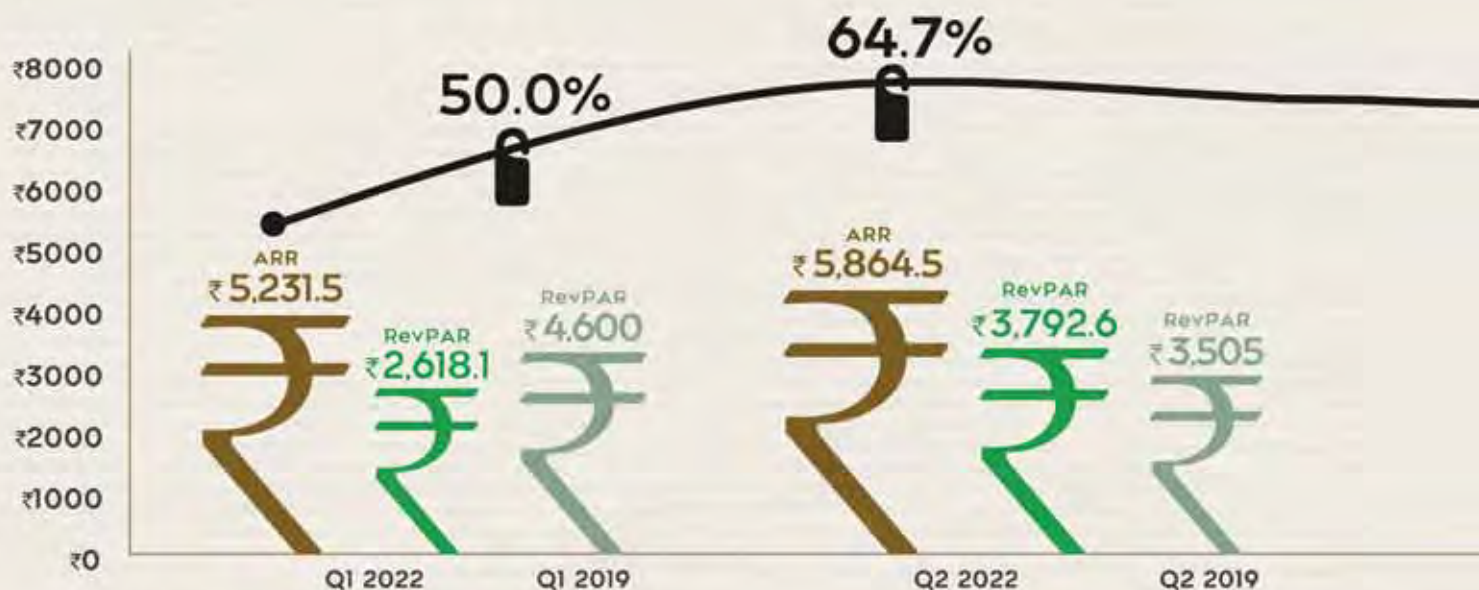 64.7%
50.0%
₹8000
₹7000
₹6000
₹5000
₹4000
₹3000
₹2000
₹1000
₹0
ARR
₹ 5,231.5
RevPAR
₹2,618.1
RevPAR
₹4.600
ARR
₹ 5,864.5
RevPAR
₹3,792.6
RevPAR
₹3,505
Q1 2022
Q1 2019
Q2 2022
Q2 2019